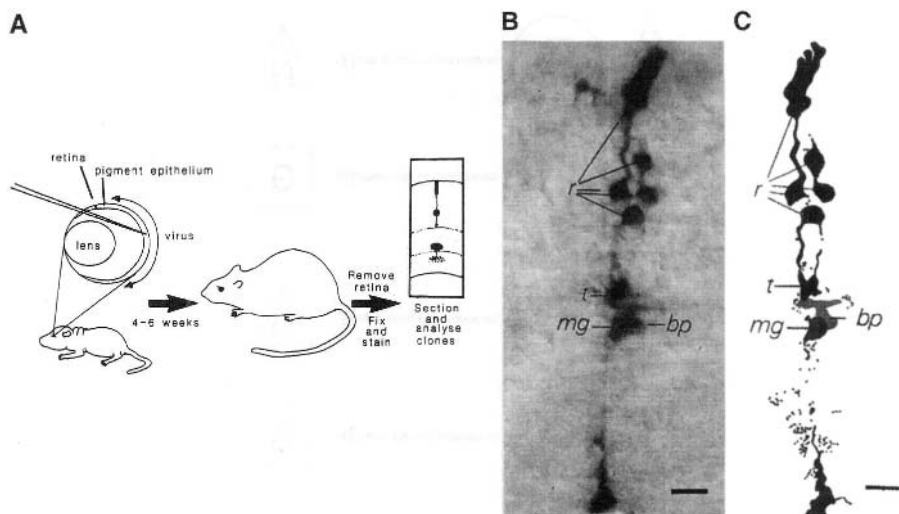 A
retina
pigment epithelium
virus
lens
4-6 weeks
Remove
retina
Fix
and
stain
Section
and
analyse
clones
B
r
t
mg
bp
C
r
t
mg
bp